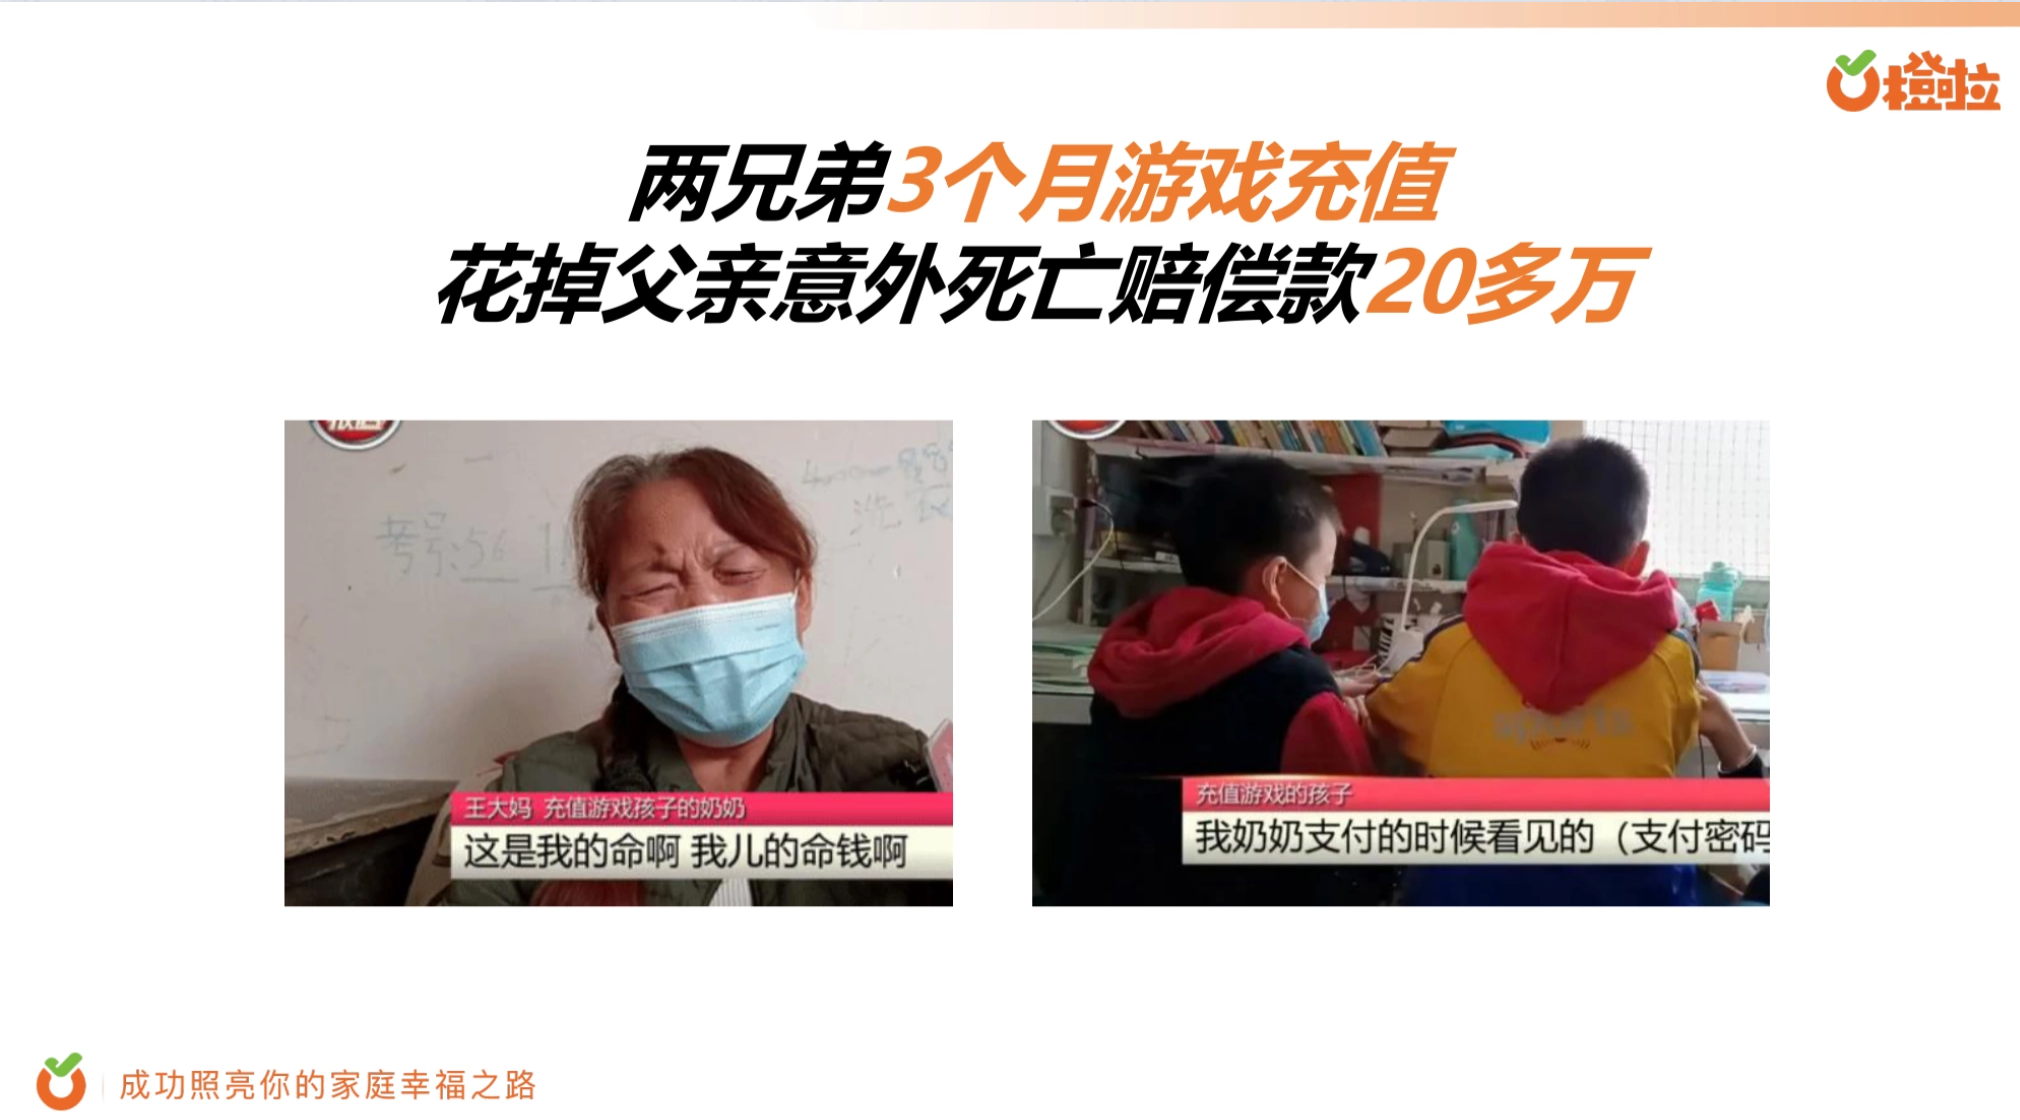 橙啦
两兄弟3个月游戏充值
花掉父亲意外死亡赔偿款20多万
考号:56
王大妈 充值游戏孩子的奶奶
这是我的命啊 我儿的命钱啊
sports
充值游戏的孩子
我奶奶支付的时候看见的（支付密码
成功照亮你的家庭幸福之路